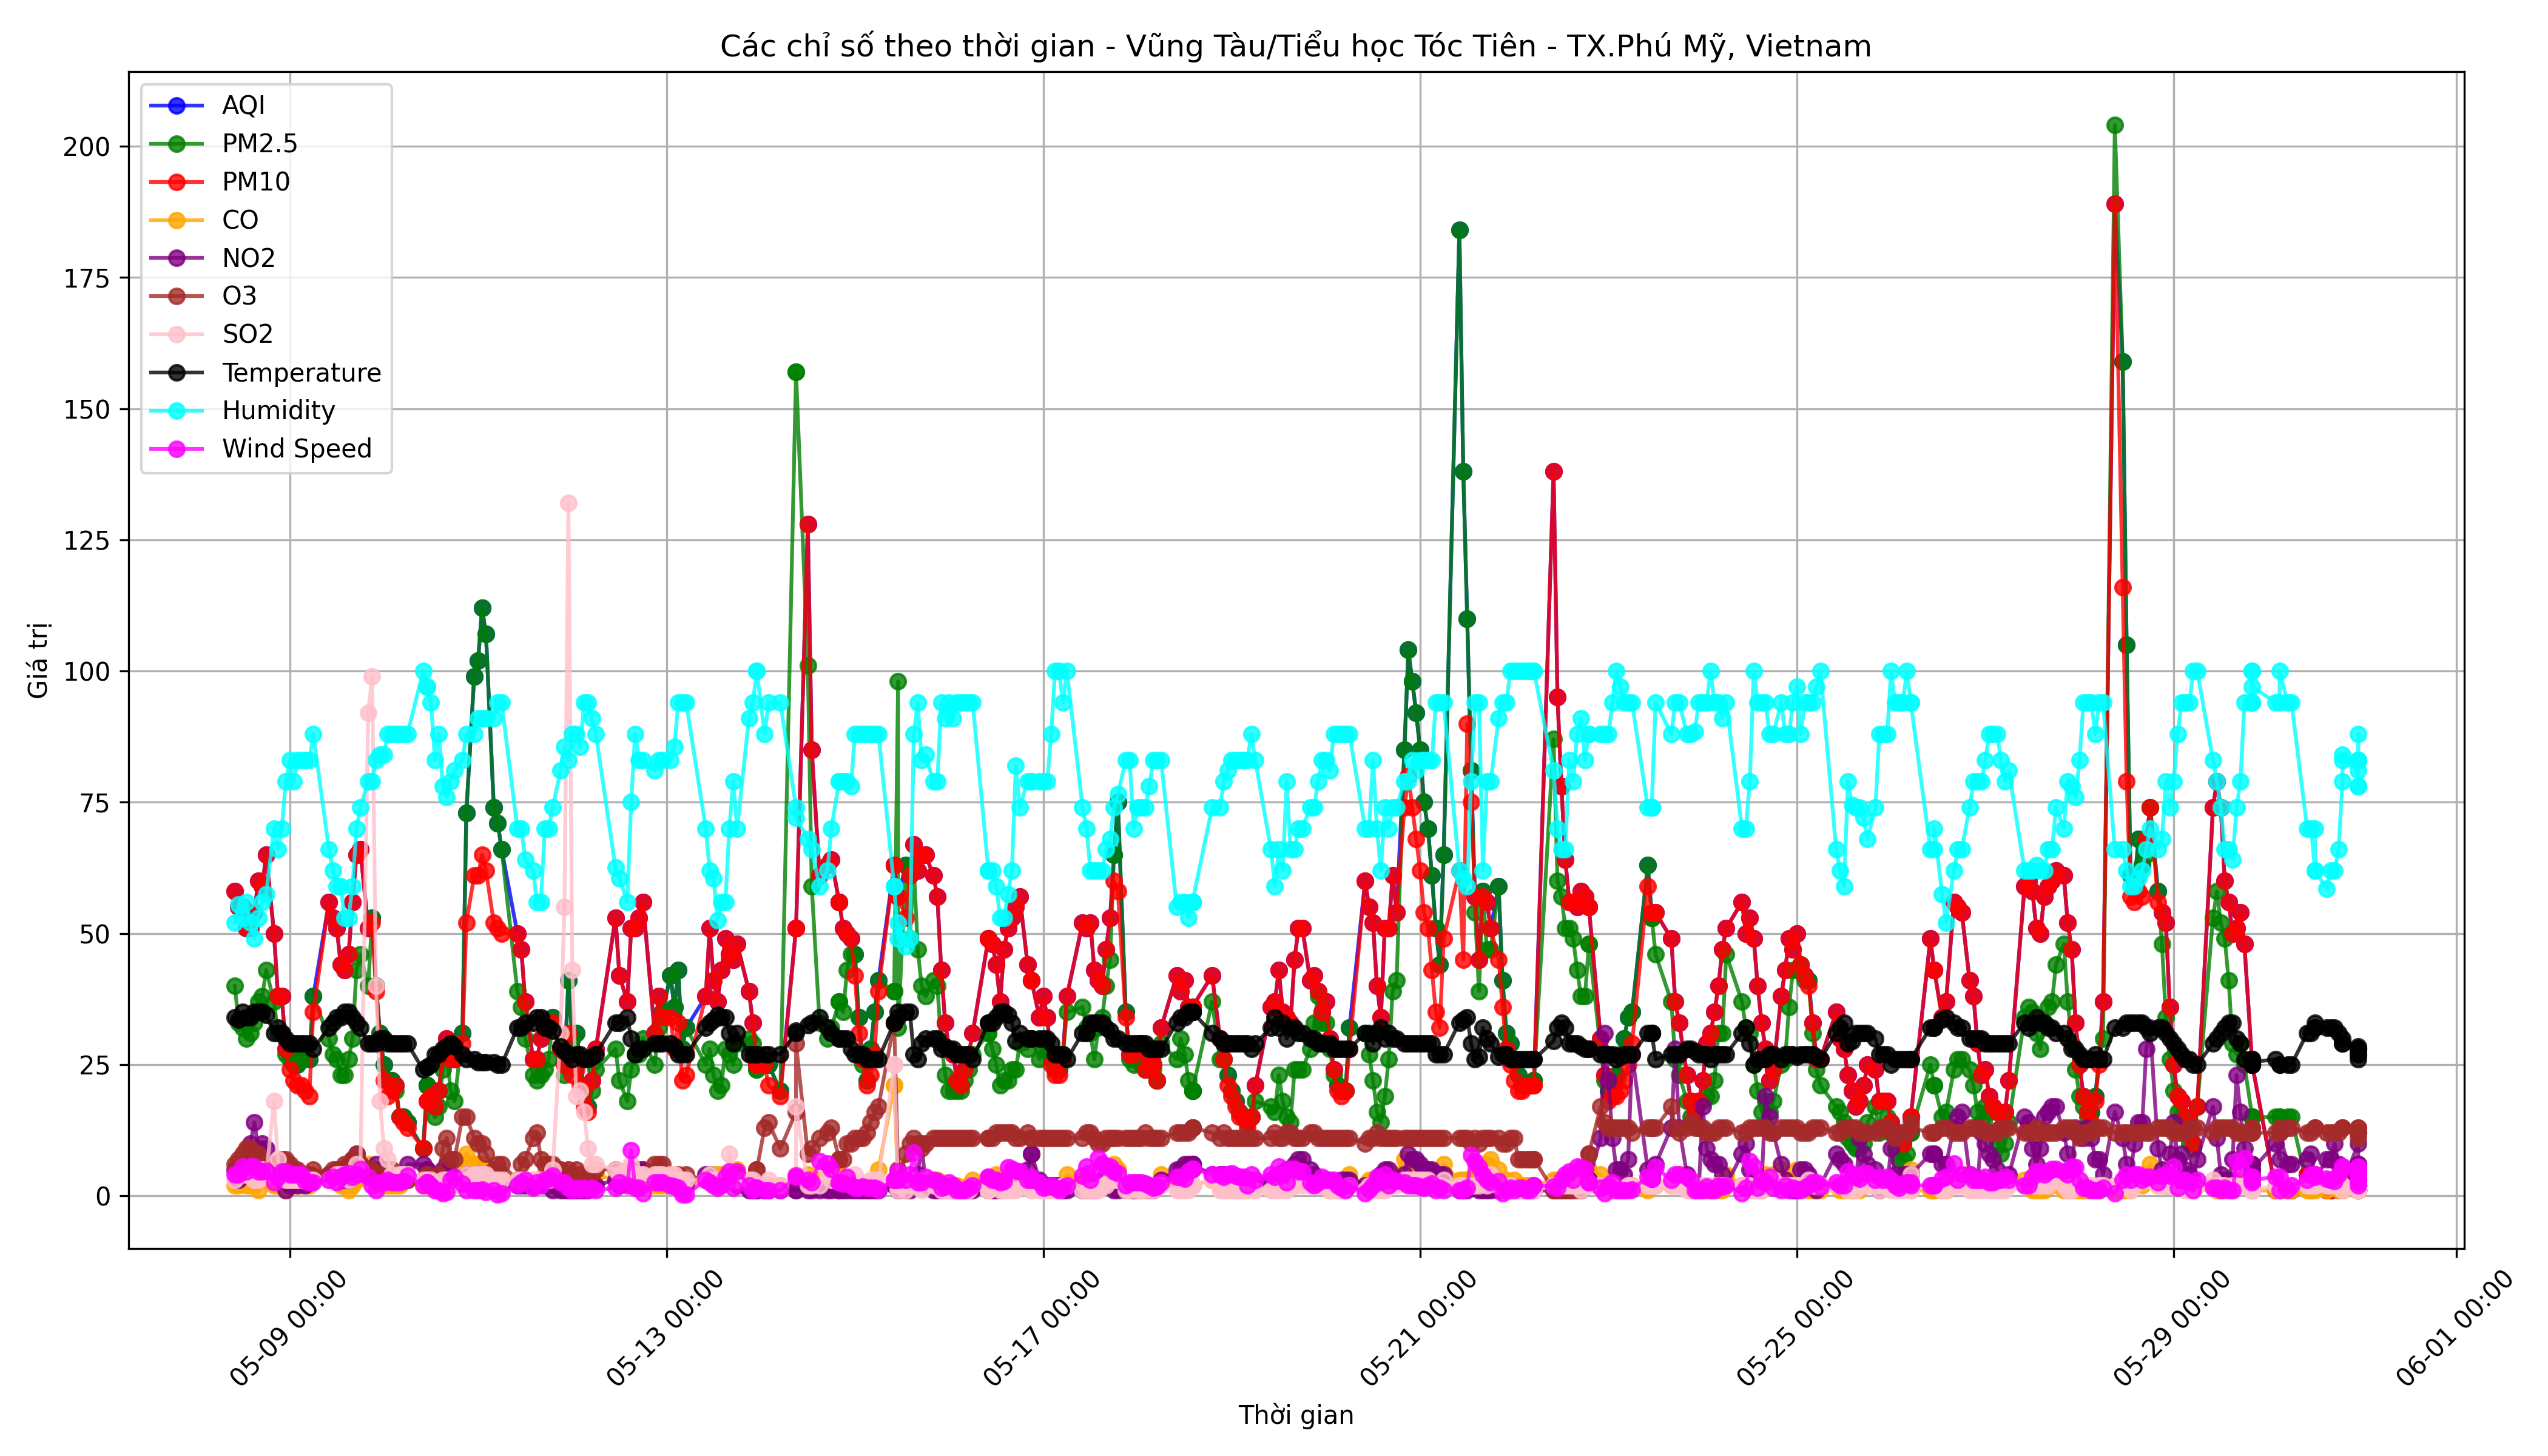 Các chỉ số theo thời gian - Vũng Tàu/Tiểu học Tóc Tiên - TX.Phú Mỹ, Vietnam
AQI
PM2.5
PM10
CO
NO2
O3
SO2
Temperature
Humidity
Wind Speed
Giá trị
200
175
150
125
100
75
50
25
0
05-09 00:00
05-13 00:00
05-17 00:00
05-21 00:00
05-25 00:00
05-29 00:00
06-01 00:00
Thời gian